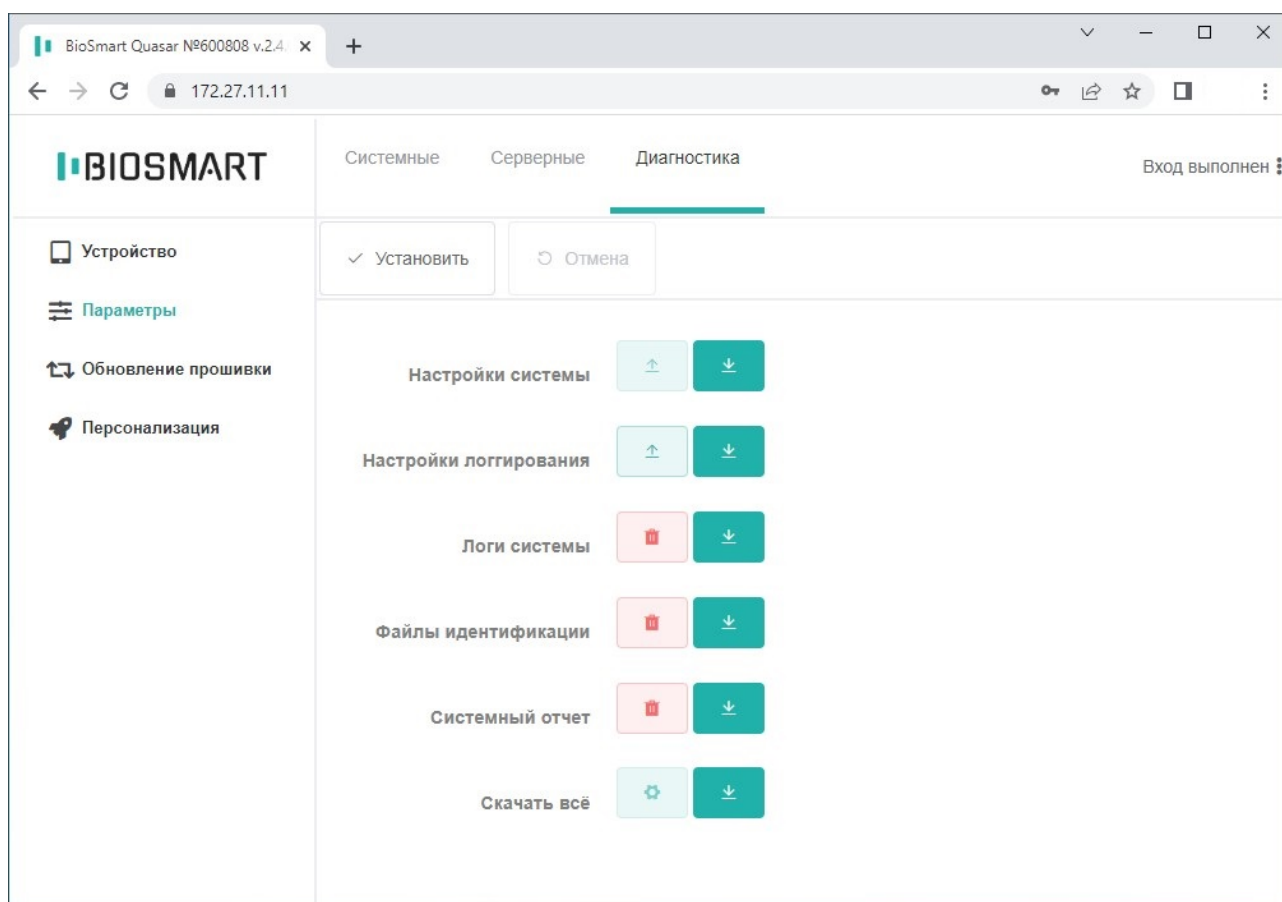 BioSmart Quasar №600808 v.2.4.
172.27.11.11
BIOSMART
Системные Серверные Диагностика
Вход выполнен
Устройство
Параметры
Обновление прошивки
Персонализация
Установить Отмена
Настройки системы
Настройки логгирования
Логи системы
Файлы идентификации
Системный отчет
Скачать всё